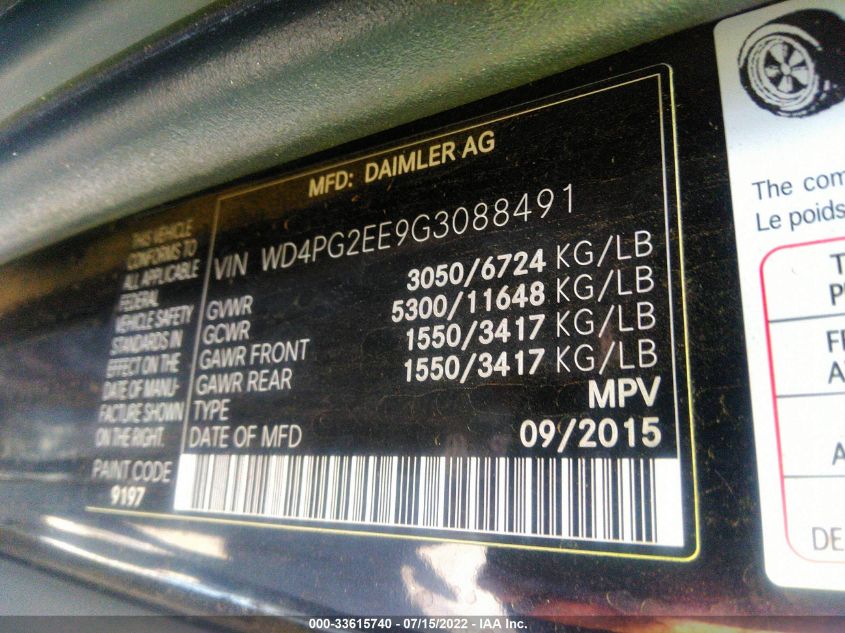 MFD: DAIMLER AG
THIS VEHICLE
CONFORMS TO
ALL APPLICABLE
FEDERAL
VEHICLE SAFETY
STANDARDS IN
EFFECT ON THE
DATE OF MANU-
FACTURE SHOWN
ON THE RIGHT.
PAINT CODE
9197
VIN WD4PG2EE9G3088491
GVWR 3050/6724 KG/LB
GCWR 5300/11648 KG/LB
GAWR FRONT 1550/3417 KG/LB
GAWR REAR 1550/3417 KG/LB
TYPE MPV
DATE OF MFD 09/2015
The com
Le poids
T
P
F
A
A
DE
000-33615740 - 07/15/2022 - IAA Inc.